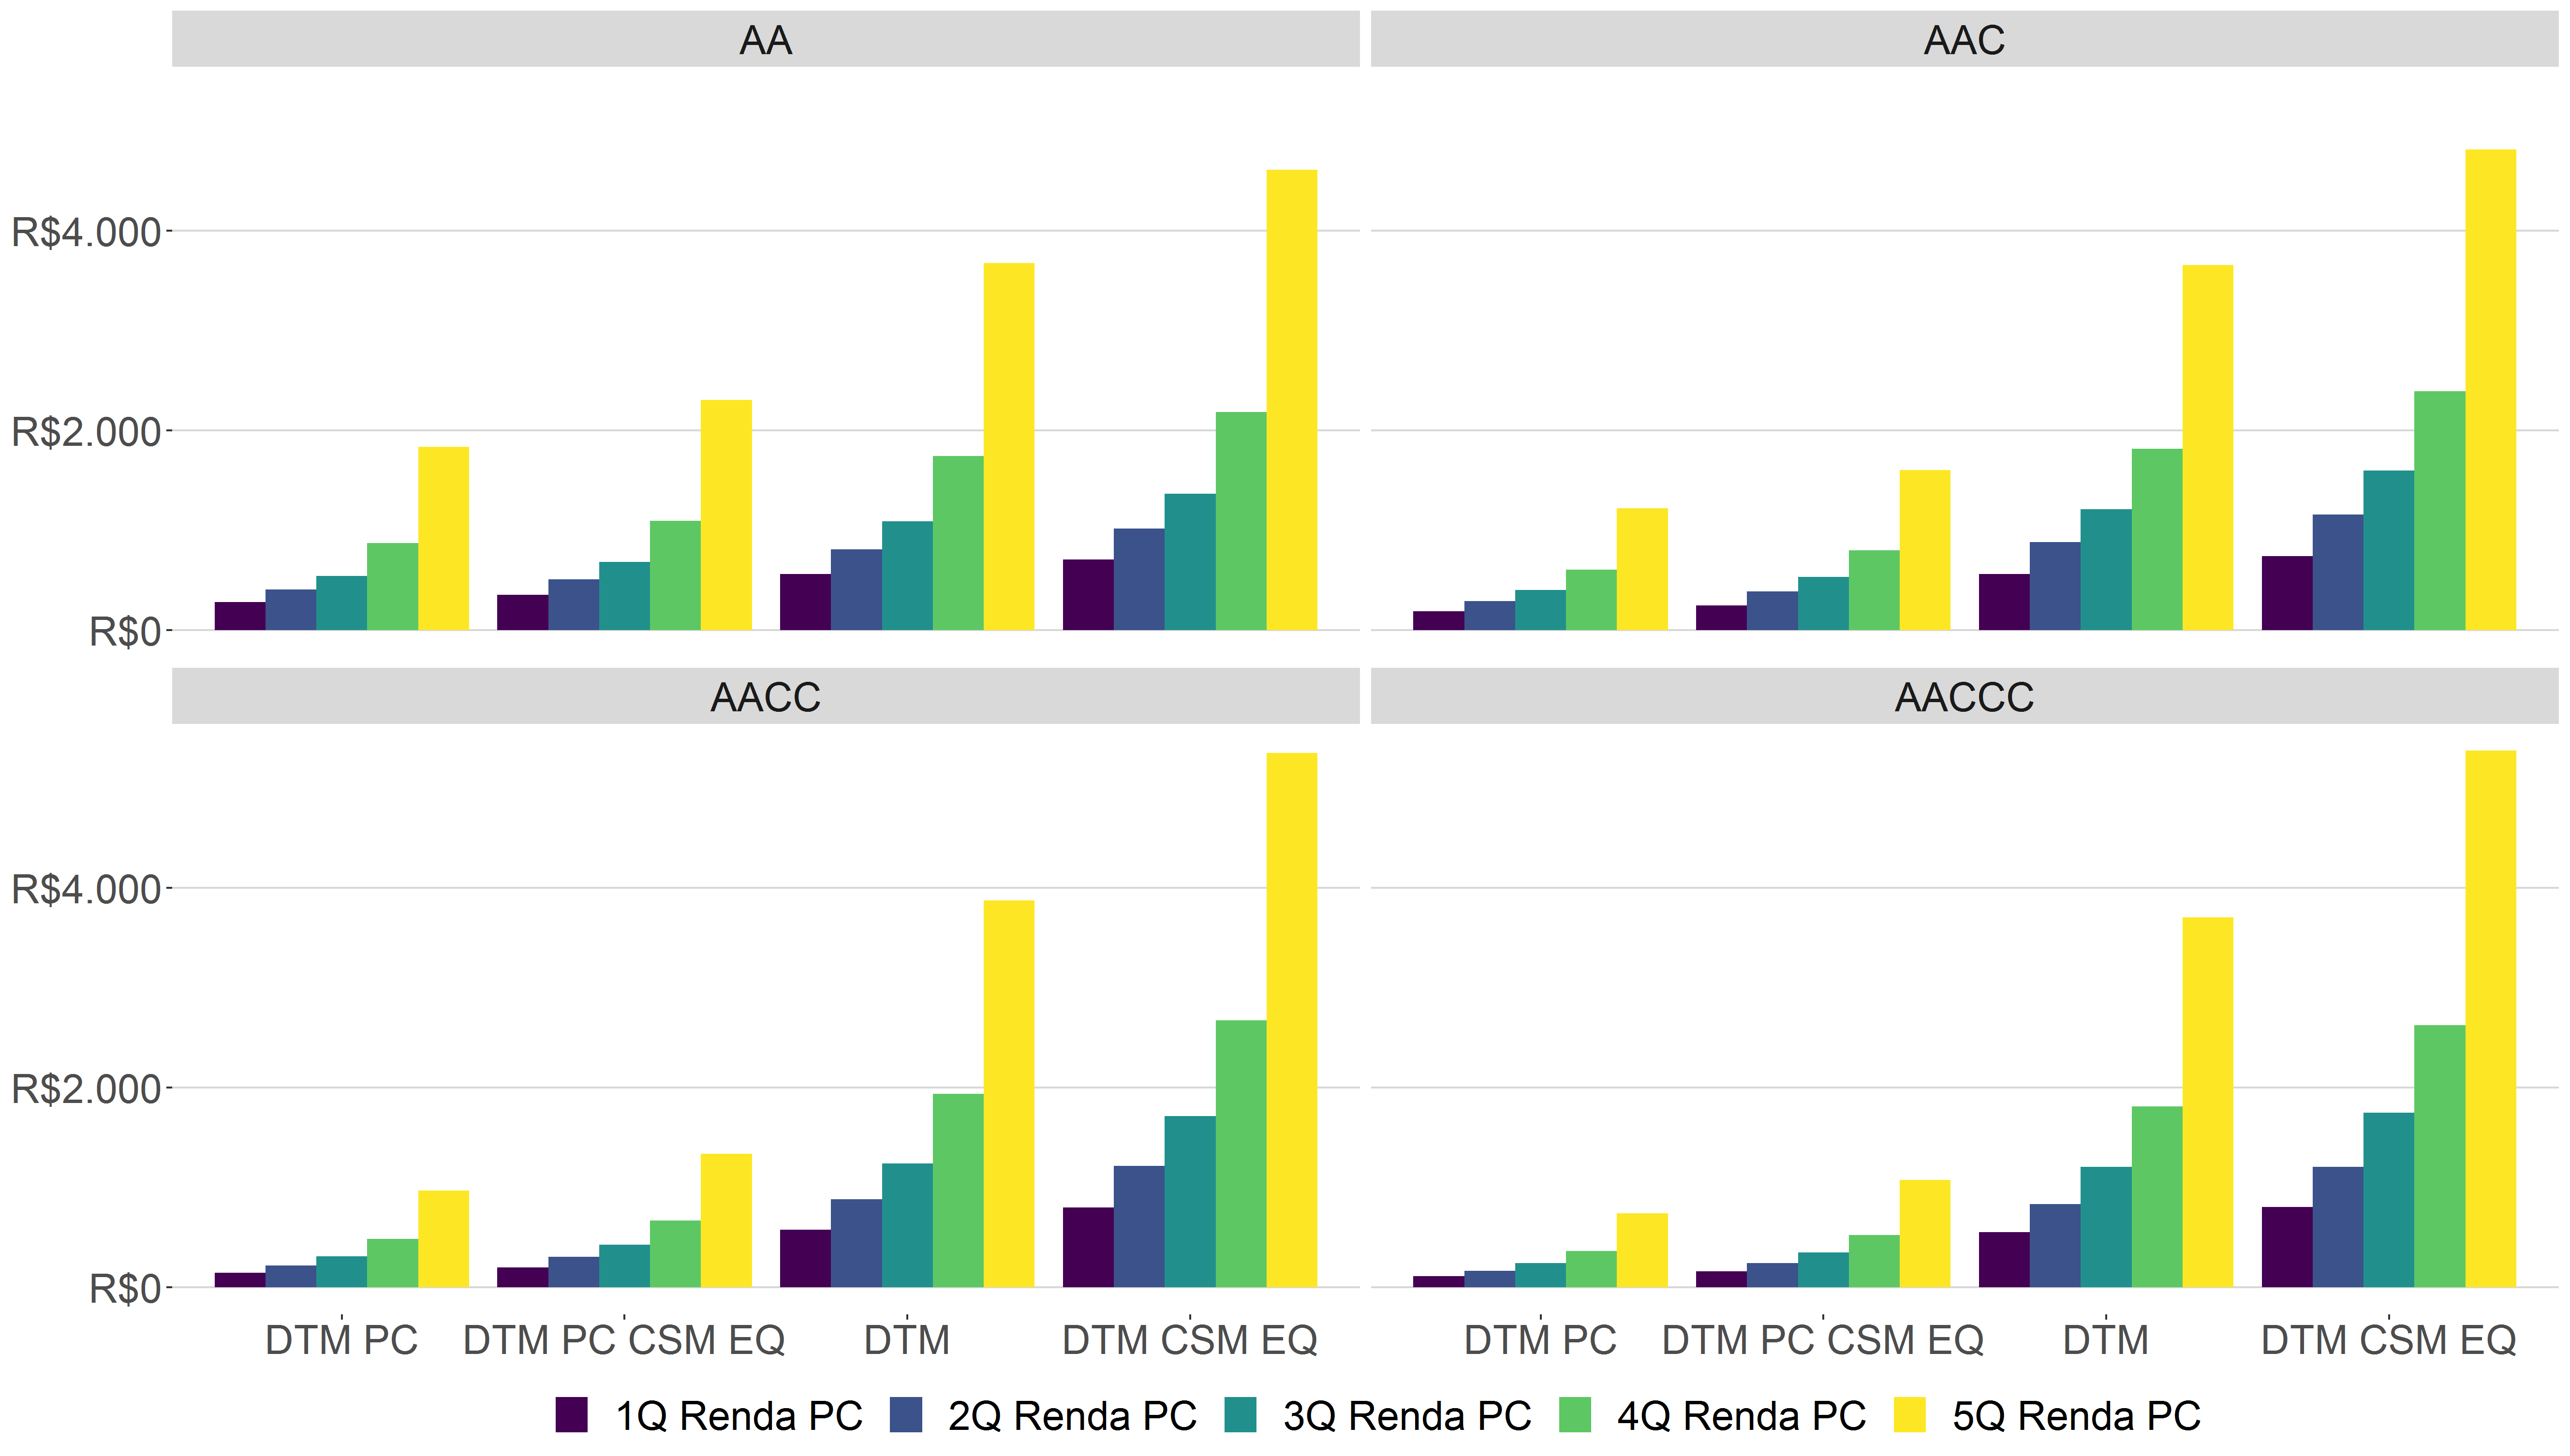 AA
AAC
R$4.000
R$2.000
R$0
AACC
AACCC
R$4.000
R$2.000
R$0
DTM PC
DTM PC CSM EQ
DTM
DTM CSM EQ
DTM PC
DTM PC CSM EQ
DTM
DTM CSM EQ
1Q Renda PC
2Q Renda PC
3Q Renda PC
4Q Renda PC
5Q Renda PC